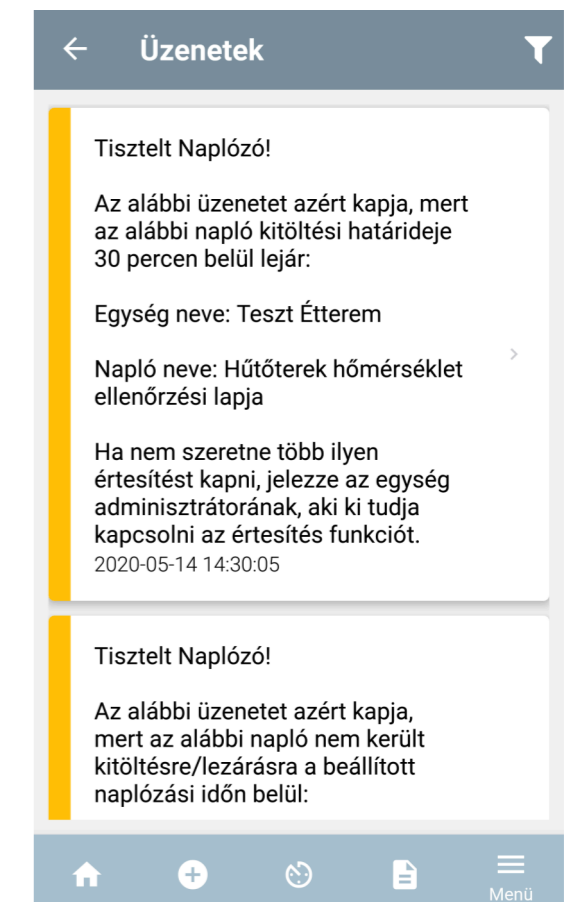 Üzenetek
Tisztelt Naplózó!
Az alábbi üzenetet azért kapja, mert
az alábbi napló kitöltési határideje
30 percen belül lejár:
Egység neve: Teszt Étterem
Napló neve: Hűtőterek hőmérséklet
ellenőrzési lapja
Ha nem szeretne több ilyen
értesítést kapni, jelezze az egység
adminisztrátorának, aki ki tudja
kapcsolni az értesítés funkciót.
2020-05-14 14:30:05
Tisztelt Naplózó!
Az alábbi üzenetet azért kapja,
mert az alábbi napló nem került
kitöltésre/lezárásra a beállított
naplózási időn belül:
Menü